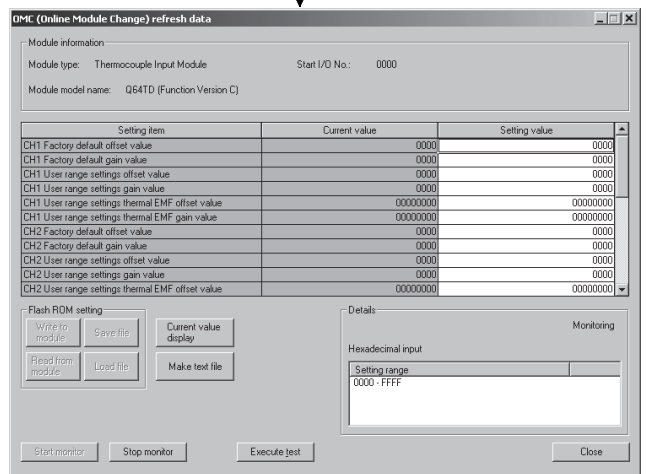 OMC (Online Module Change) refresh data
Module information
Module type: Thermocouple Input Module Start I/O No.: 0000
Module model name: Q64TD (Function Version C)
Setting item Current value Setting value
CH1 Factory default offset value 0000 0000
CH1 Factory default gain value 0000 0000
CH1 User range settings offset value 0000 0000
CH1 User range settings gain value 0000 0000
CH1 User range settings thermal EMF offset value 00000000 00000000
CH1 User range settings thermal EMF gain value 00000000 00000000
CH2 Factory default offset value 0000 0000
CH2 Factory default gain value 0000 0000
CH2 User range settings offset value 0000 0000
CH2 User range settings gain value 0000 0000
CH2 User range settings thermal EMF offset value 00000000 00000000
Flash ROM setting
Write to module
Save file
Current value display
Read from module
Load file
Make text file
Details
Monitoring
Hexadecimal input
Setting range
0000 - FFFF
Start monitor Stop monitor Execute test Close